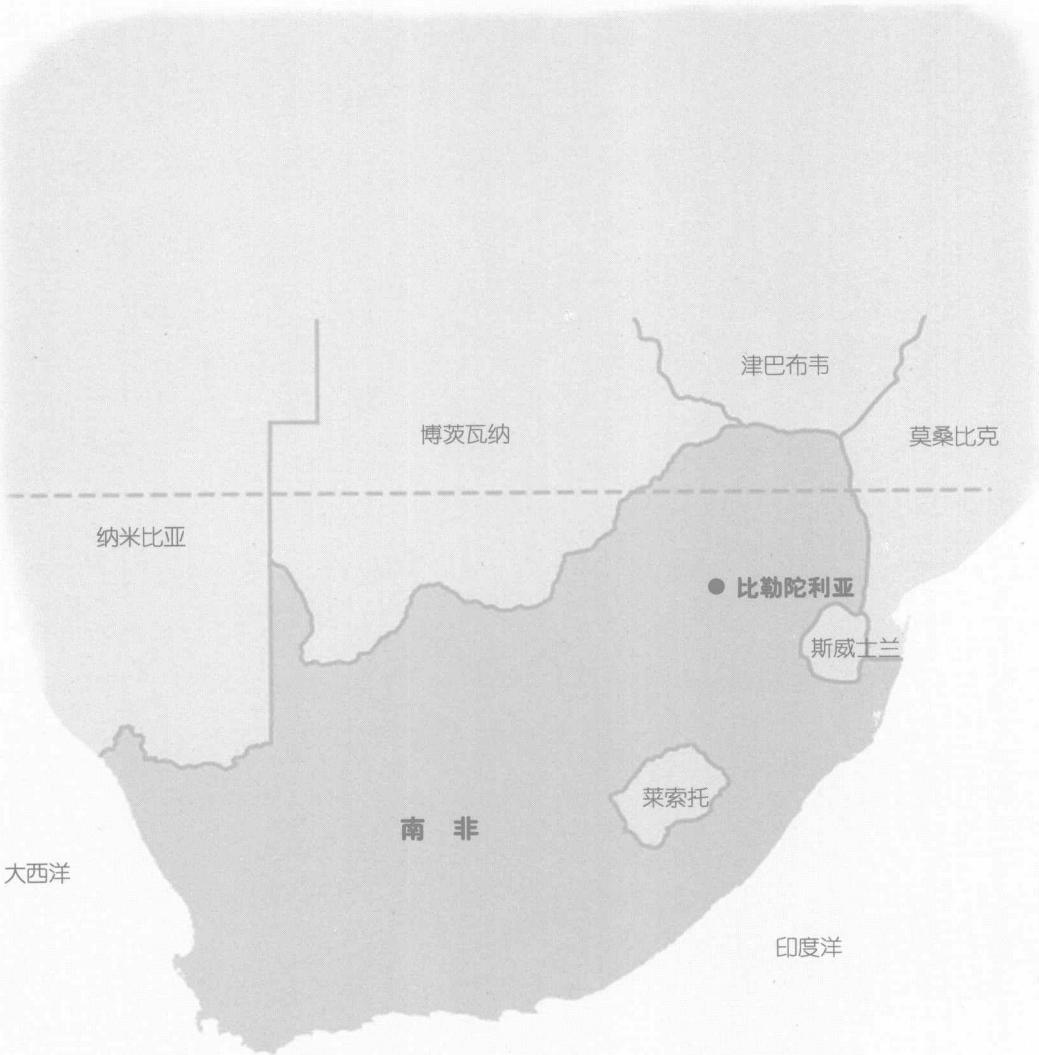 津巴布韦
博茨瓦纳
莫桑比克
纳米比亚
比勒陀利亚
斯威士兰
莱索托
南 非
大西洋
印度洋